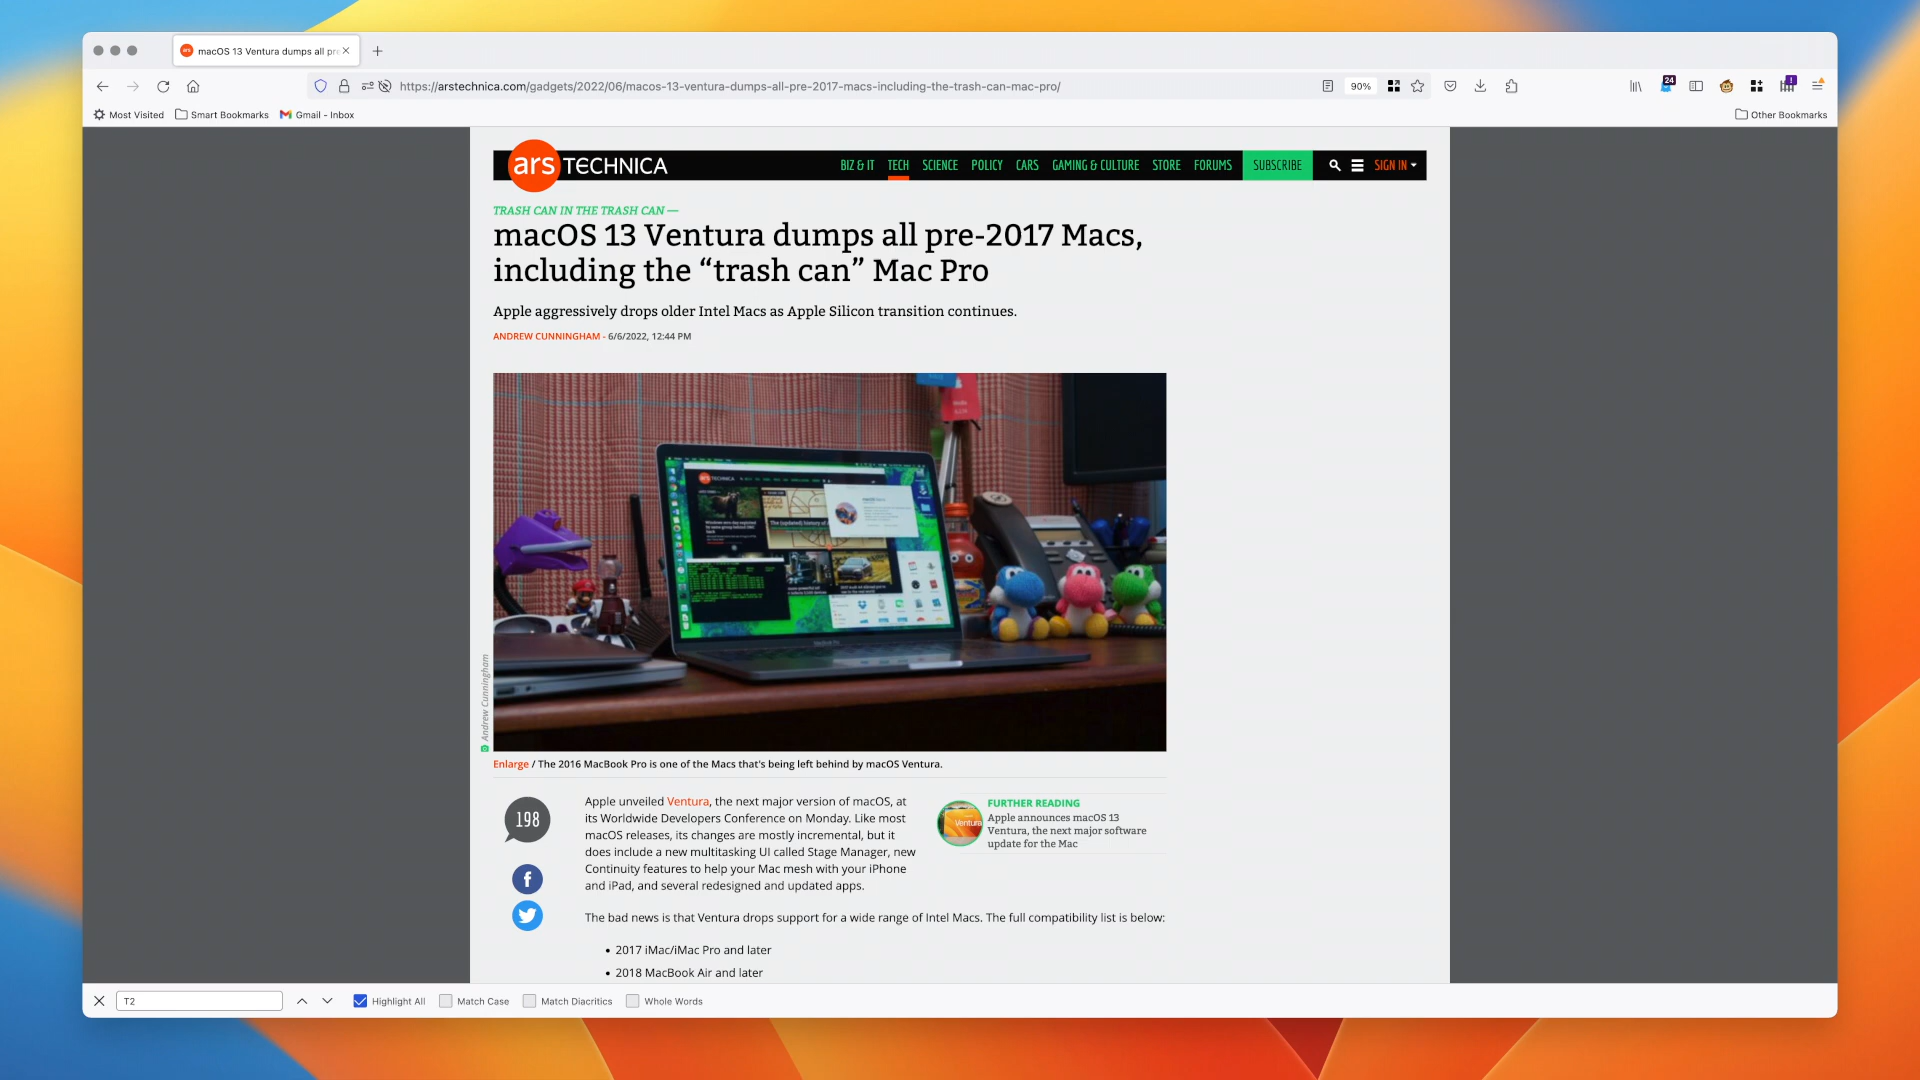 ars macOS 13 Ventura dumps all pre
https://arstechnica.com/gadgets/2022/06/macos-13-ventura-dumps-all-pre-2017-macs-including-the-trash-can-mac-pro/
90%
24
Most Visited
Smart Bookmarks
Gmail - Inbox
Other Bookmarks
ars TECHNICA
BIZ & IT TECH SCIENCE POLICY CARS GAMING & CULTURE STORE FORUMS SUBSCRIBE SIGN IN
TRASH CAN IN THE TRASH CAN —
macOS 13 Ventura dumps all pre-2017 Macs,
including the “trash can” Mac Pro
Apple aggressively drops older Intel Macs as Apple Silicon transition continues.
ANDREW CUNNINGHAM - 6/6/2022, 12:44 PM
Andrew Cunningham
Enlarge / The 2016 MacBook Pro is one of the Macs that's being left behind by macOS Ventura.
198
Apple unveiled Ventura, the next major version of macOS, at
its Worldwide Developers Conference on Monday. Like most
macOS releases, its changes are mostly incremental, but it
does include a new multitasking UI called Stage Manager, new
Continuity features to help your Mac mesh with your iPhone
and iPad, and several redesigned and updated apps.
Ventura
FURTHER READING
Apple announces macOS 13
Ventura, the next major software
update for the Mac
The bad news is that Ventura drops support for a wide range of Intel Macs. The full compatibility list is below:
• 2017 iMac/iMac Pro and later
• 2018 MacBook Air and later
T2
Highlight All
Match Case
Match Diacritics
Whole Words